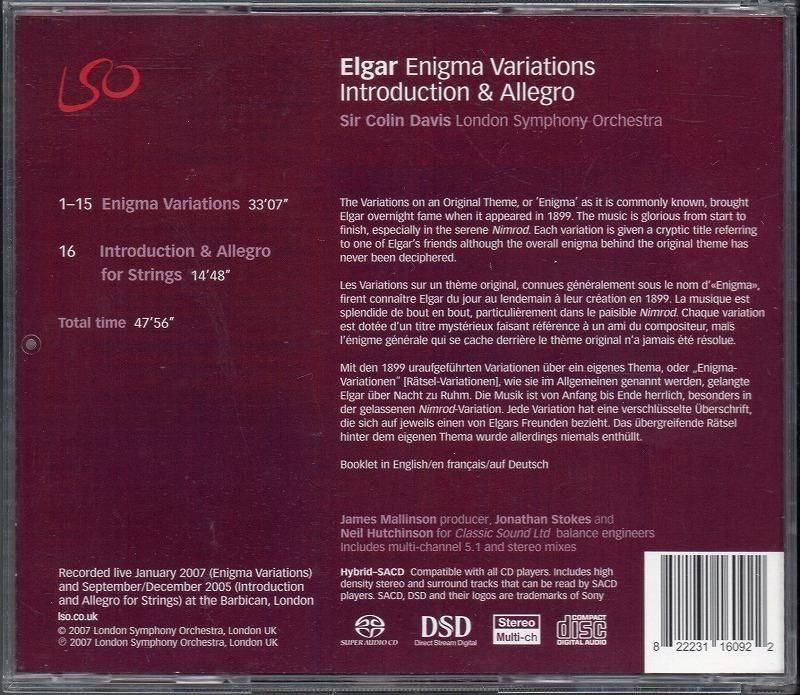 LSO
Elgar Enigma Variations
Introduction & Allegro
Sir Colin Davis London Symphony Orchestra
1–15 Enigma Variations 33'07"
16 Introduction & Allegro
for Strings 14'48"
Total time 47'56"
The Variations on an Original Theme, or 'Enigma' as it is commonly known, brought
Elgar overnight fame when it appeared in 1899. The music is glorious from start to
finish, especially in the serene Nimrod. Each variation is given a cryptic title referring
to one of Elgar's friends although the overall enigma behind the original theme has
never been deciphered.
Les Variations sur un thème original, connues généralement sous le nom d'«Enigma»,
firent connaître Elgar du jour au lendemain à leur création en 1899. La musique est
splendide de bout en bout, particulièrement dans le paisible Nimrod. Chaque variation
est dotée d'un titre mystérieux faisant référence à un ami du compositeur, mais
l'énigme générale qui se cache derrière le thème original n'a jamais été résolue.
Mit den 1899 uraufgeführten Variationen über ein eigenes Thema, oder „Enigma-
Variationen" [Rätsel-Variationen], wie sie im Allgemeinen genannt werden, gelangte
Elgar über Nacht zu Ruhm. Die Musik ist von Anfang bis Ende herrlich, besonders in
der gelassenen Nimrod-Variation. Jede Variation hat eine verschlüsselte Überschrift,
die sich auf jeweils einen von Elgars Freunden bezieht. Das übergreifende Rätsel
hinter dem eigenen Thema wurde allerdings niemals enthüllt.
Booklet in English/en français/auf Deutsch
James Mallinson producer, Jonathan Stokes and
Neil Hutchinson for Classic Sound Ltd balance engineers
Includes multi-channel 5.1 and stereo mixes
Recorded live January 2007 (Enigma Variations)
and September/December 2005 (Introduction
and Allegro for Strings) at the Barbican, London
lso.co.uk
© 2007 London Symphony Orchestra, London UK
℗ 2007 London Symphony Orchestra, London UK
Hybrid–SACD Compatible with all CD players. Includes high
density stereo and surround tracks that can be read by SACD
players. SACD, DSD and their logos are trademarks of Sony
SUPER AUDIO CD
DSD
Direct Stream Digital
Stereo
Multi-ch
COMPACT
disc
DIGITAL AUDIO
8 22231 16092 2